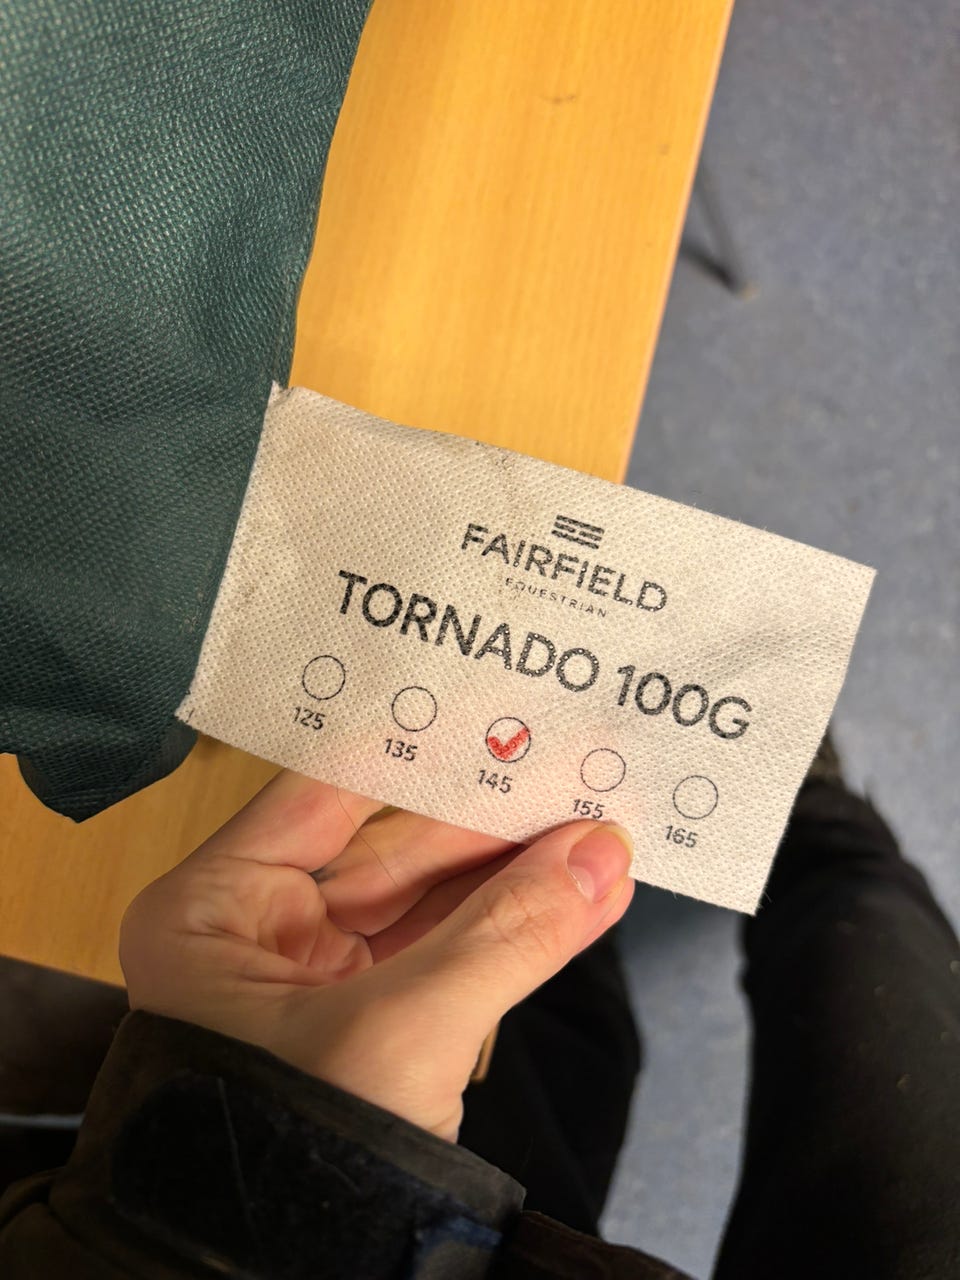 FAIRFIELD
EQUESTRIAN
TORNADO 100G
125 135 145 155 165